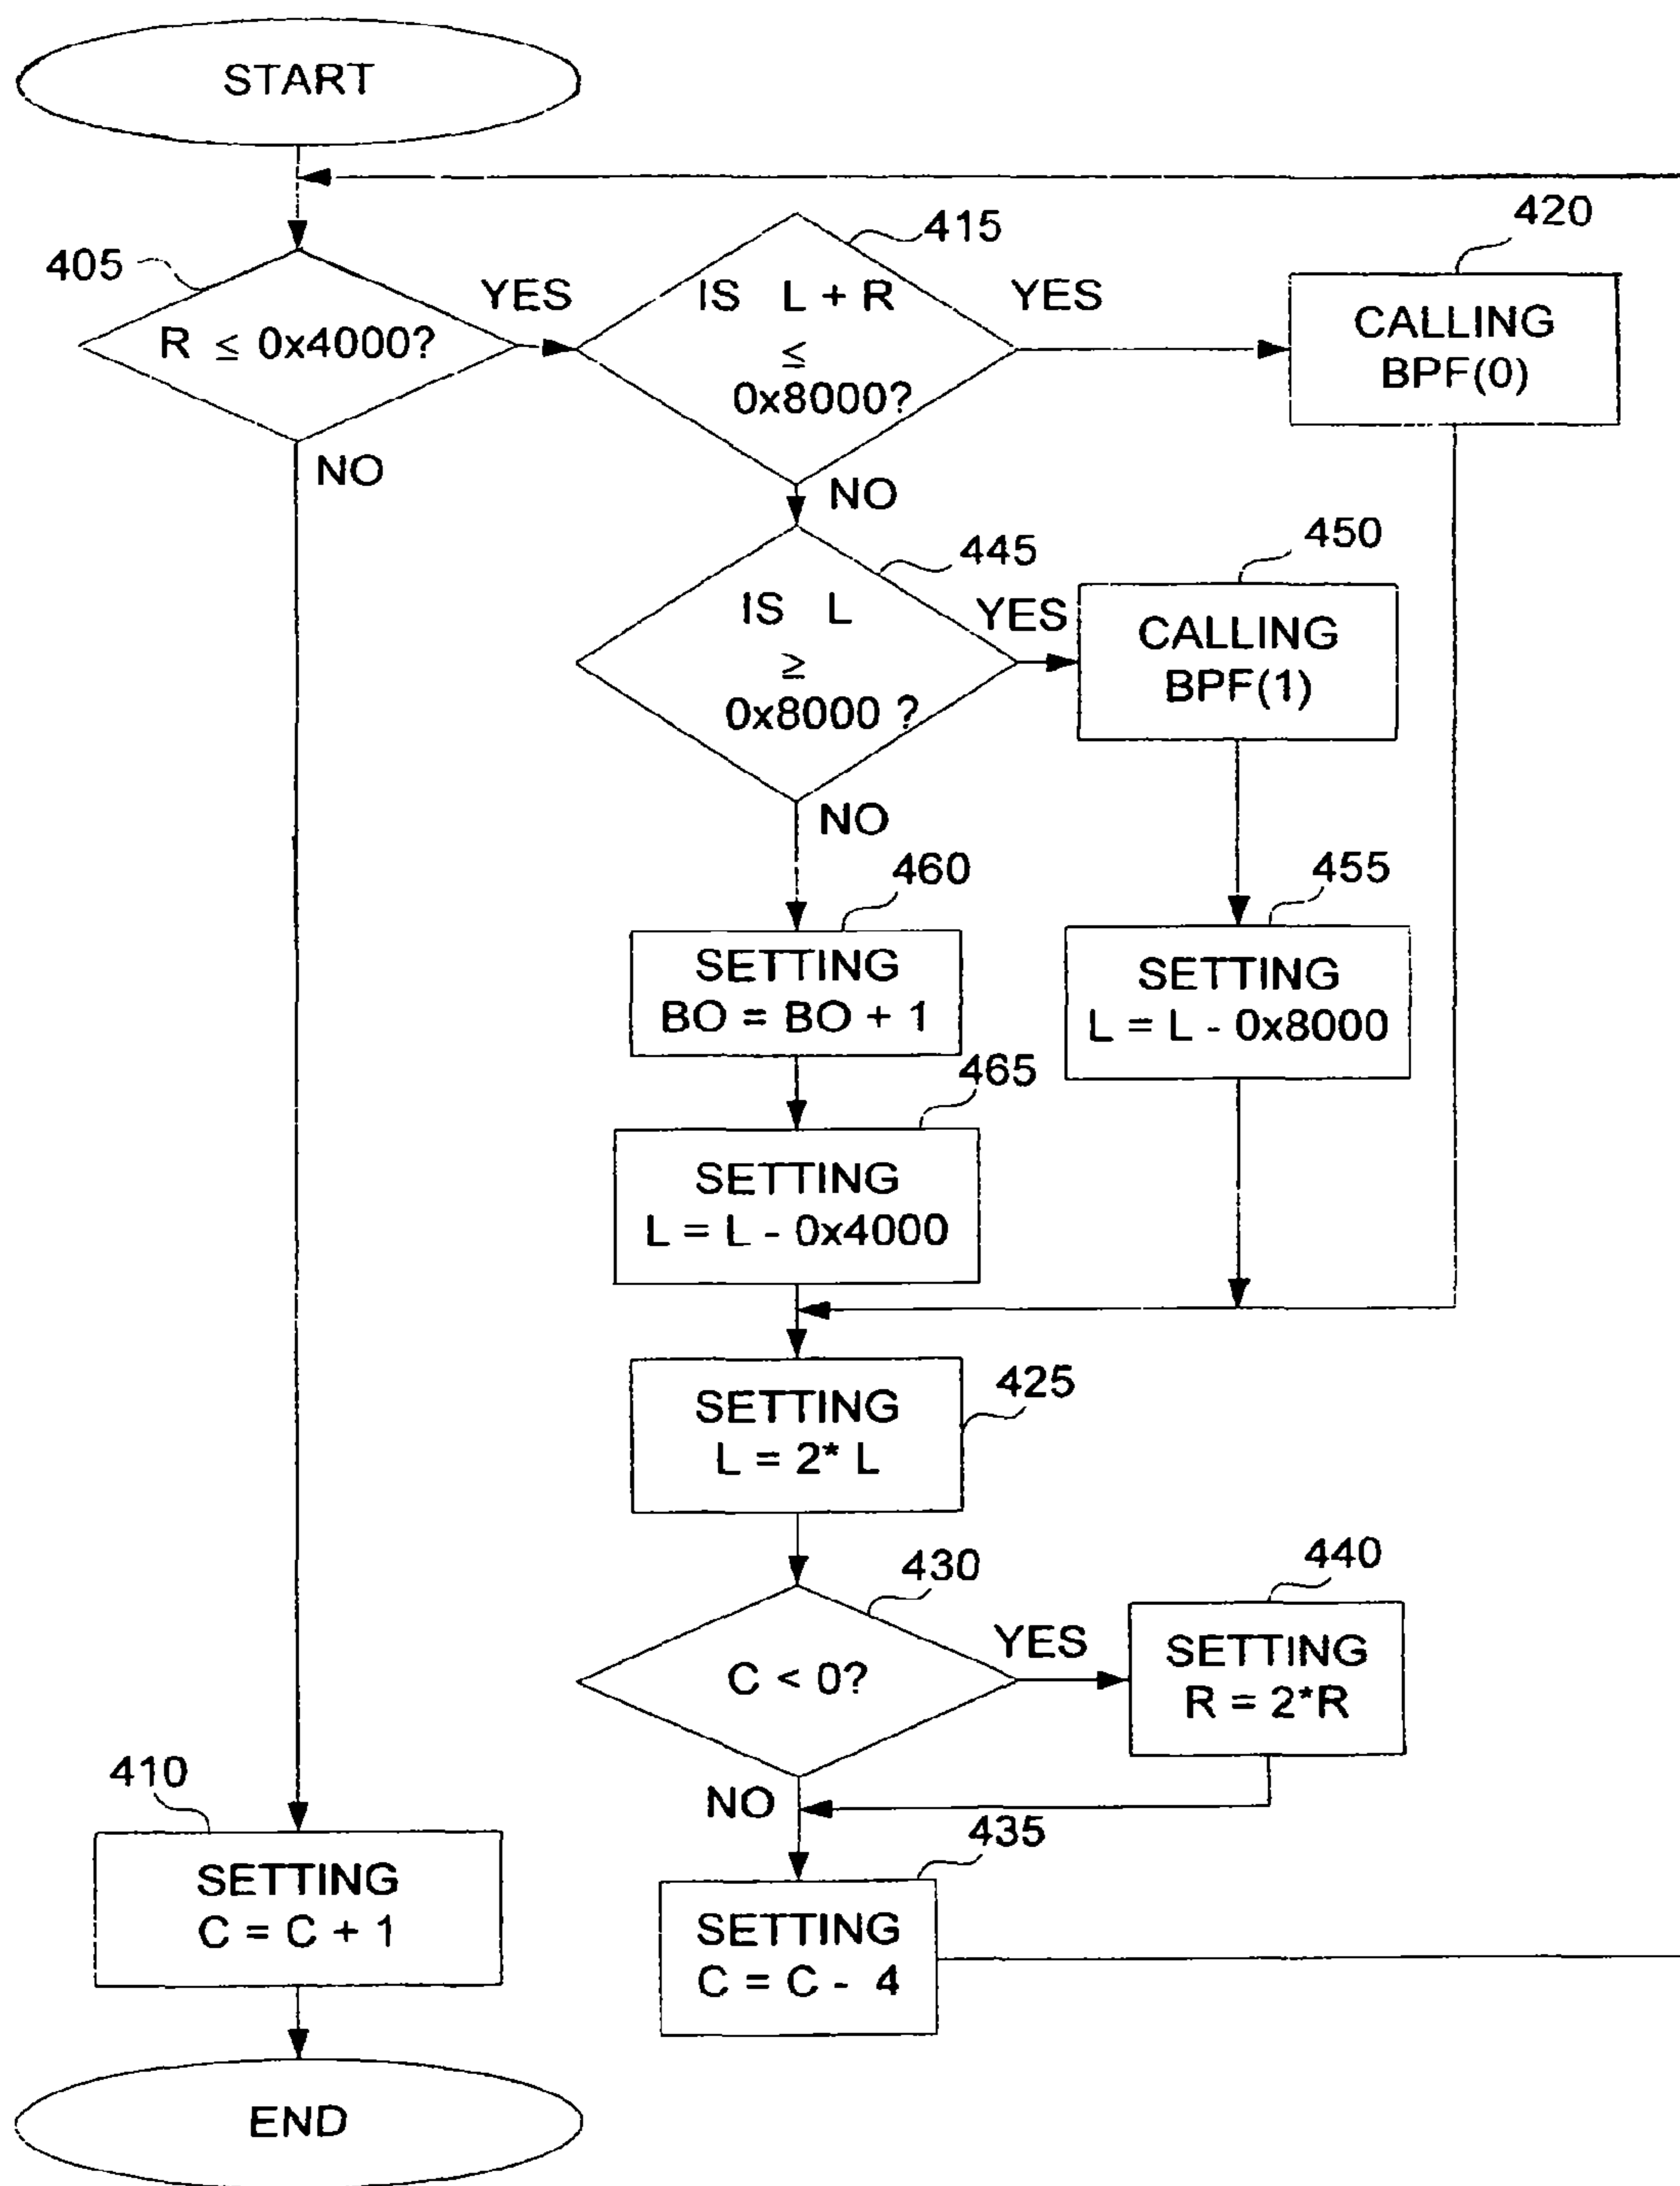 START
405
R ≤ 0x4000?
YES
NO
415
IS L + R
≤
0x8000?
YES
NO
420
CALLING
BPF(0)
445
IS L
≥
0x8000 ?
YES
NO
450
CALLING
BPF(1)
455
SETTING
L = L - 0x8000
460
SETTING
BO = BO + 1
465
SETTING
L = L - 0x4000
425
SETTING
L = 2* L
430
C < 0?
YES
NO
440
SETTING
R = 2*R
435
SETTING
C = C - 4
410
SETTING
C = C + 1
END